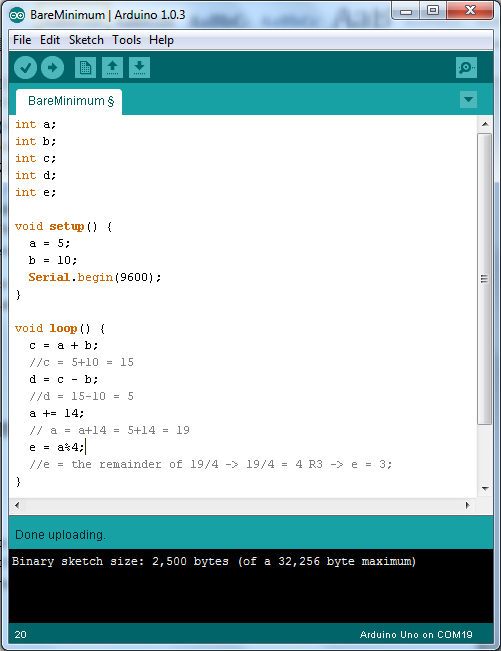 BareMinimum | Arduino 1.0.3
File Edit Sketch Tools Help
BareMinimum §
int a;
int b;
int c;
int d;
int e;
void setup() {
  a = 5;
  b = 10;
  Serial.begin(9600);
}
void loop() {
  c = a + b;
  //c = 5+10 = 15
  d = c - b;
  //d = 15-10 = 5
  a += 14;
  // a = a+14 = 5+14 = 19
  e = a%4;
  //e = the remainder of 19/4 -> 19/4 = 4 R3 -> e = 3;
}
Done uploading.
Binary sketch size: 2,500 bytes (of a 32,256 byte maximum)
20 Arduino Uno on COM19